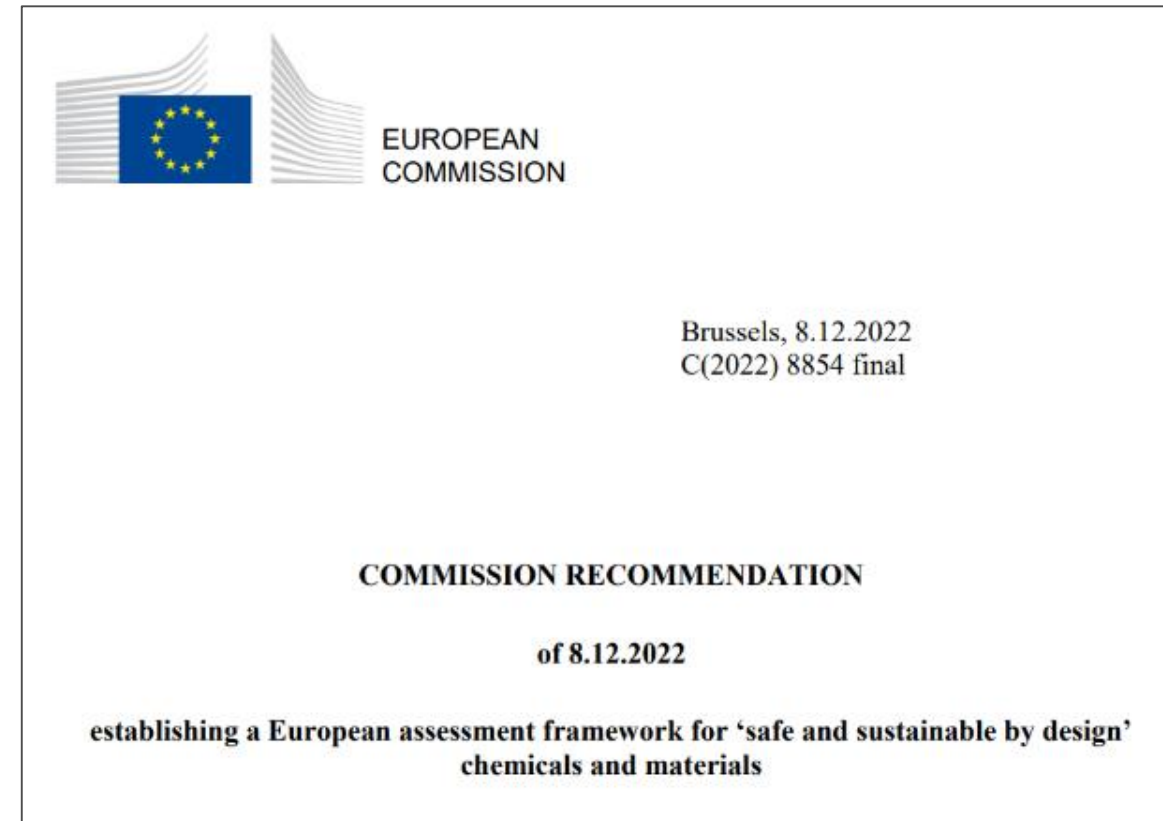 EUROPEAN
COMMISSION
Brussels, 8.12.2022
C(2022) 8854 final
COMMISSION RECOMMENDATION
of 8.12.2022
establishing a European assessment framework for ‘safe and sustainable by design’
chemicals and materials